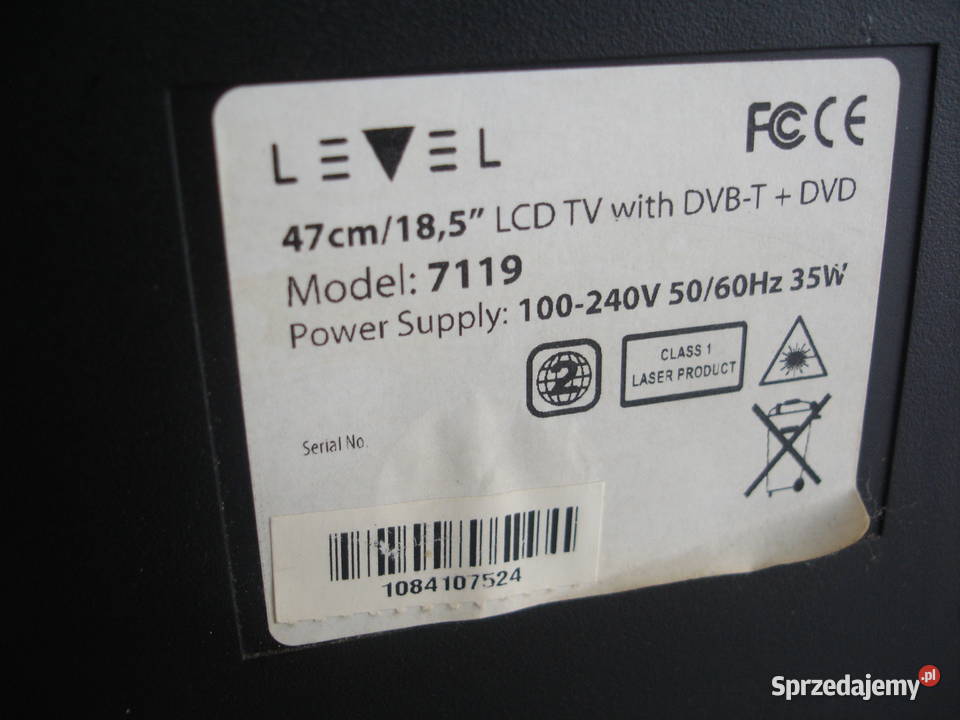 LEVEL
FC CE
47cm/18,5” LCD TV with DVB-T + DVD
Model: 7119
Power Supply: 100-240V 50/60Hz 35W
2
CLASS 1
LASER PRODUCT
Serial No.
1084107524
Sprzedajemy.pl